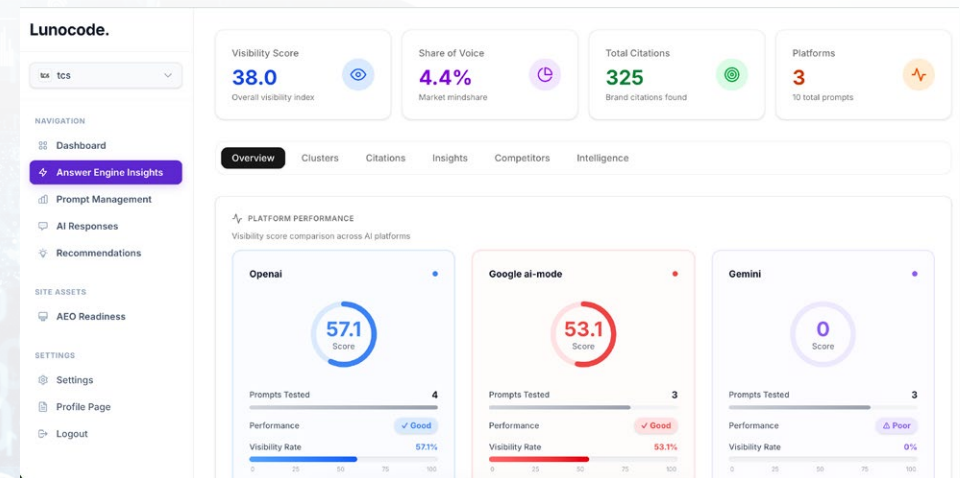 Lunocode.
tcs tcs
NAVIGATION
Dashboard
Answer Engine Insights
Prompt Management
AI Responses
Recommendations
SITE ASSETS
AEO Readiness
SETTINGS
Settings
Profile Page
Logout
Visibility Score
38.0
Overall visibility index
Share of Voice
4.4%
Market mindshare
Total Citations
325
Brand citations found
Platforms
3
10 total prompts
Overview Clusters Citations Insights Competitors Intelligence
PLATFORM PERFORMANCE
Visibility score comparison across AI platforms
Openai
57.1
Score
Prompts Tested 4
Performance ✓ Good
Visibility Rate 57.1%
0 25 50 75 100
Google ai-mode
53.1
Score
Prompts Tested 3
Performance ✓ Good
Visibility Rate 53.1%
0 25 50 75 100
Gemini
0
Score
Prompts Tested 3
Performance ⚠ Poor
Visibility Rate 0%
0 25 50 75 100